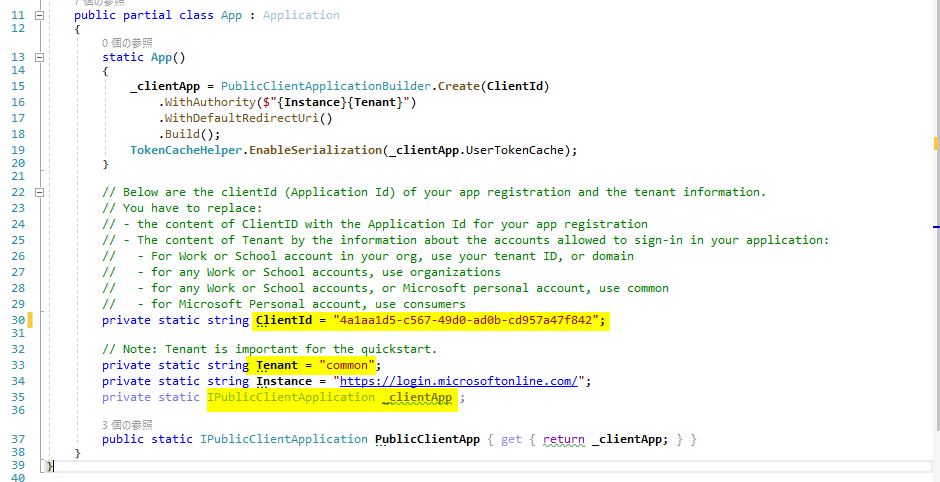 7 個の参照
11 public partial class App : Application
12 {
0 個の参照
13 static App()
14 {
15 _clientApp = PublicClientApplicationBuilder.Create(ClientId)
16 .WithAuthority($"{Instance}{Tenant}")
17 .WithDefaultRedirectUri()
18 .Build();
19 TokenCacheHelper.EnableSerialization(_clientApp.UserTokenCache);
20 }
21
22 // Below are the clientId (Application Id) of your app registration and the tenant information.
23 // You have to replace:
24 // - the content of ClientID with the Application Id for your app registration
25 // - The content of Tenant by the information about the accounts allowed to sign-in in your application:
26 //   - For Work or School account in your org, use your tenant ID, or domain
27 //   - for any Work or School accounts, use organizations
28 //   - for any Work or School accounts, or Microsoft personal account, use common
29 //   - for Microsoft Personal account, use consumers
30 private static string ClientId = "4a1aa1d5-c567-49d0-ad0b-cd957a47f842";
31
32 // Note: Tenant is important for the quickstart.
33 private static string Tenant = "common";
34 private static string Instance = "https://login.microsoftonline.com/";
35 private static IPublicClientApplication _clientApp ;
36
3 個の参照
37 public static IPublicClientApplication PublicClientApp { get { return _clientApp; } }
38 }
39 }
40